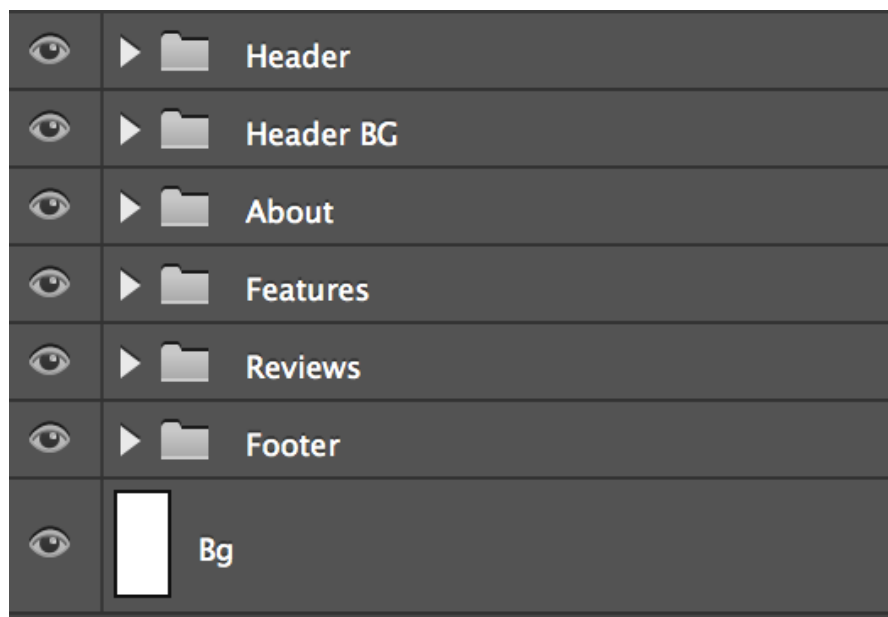 Header
Header BG
About
Features
Reviews
Footer
Bg